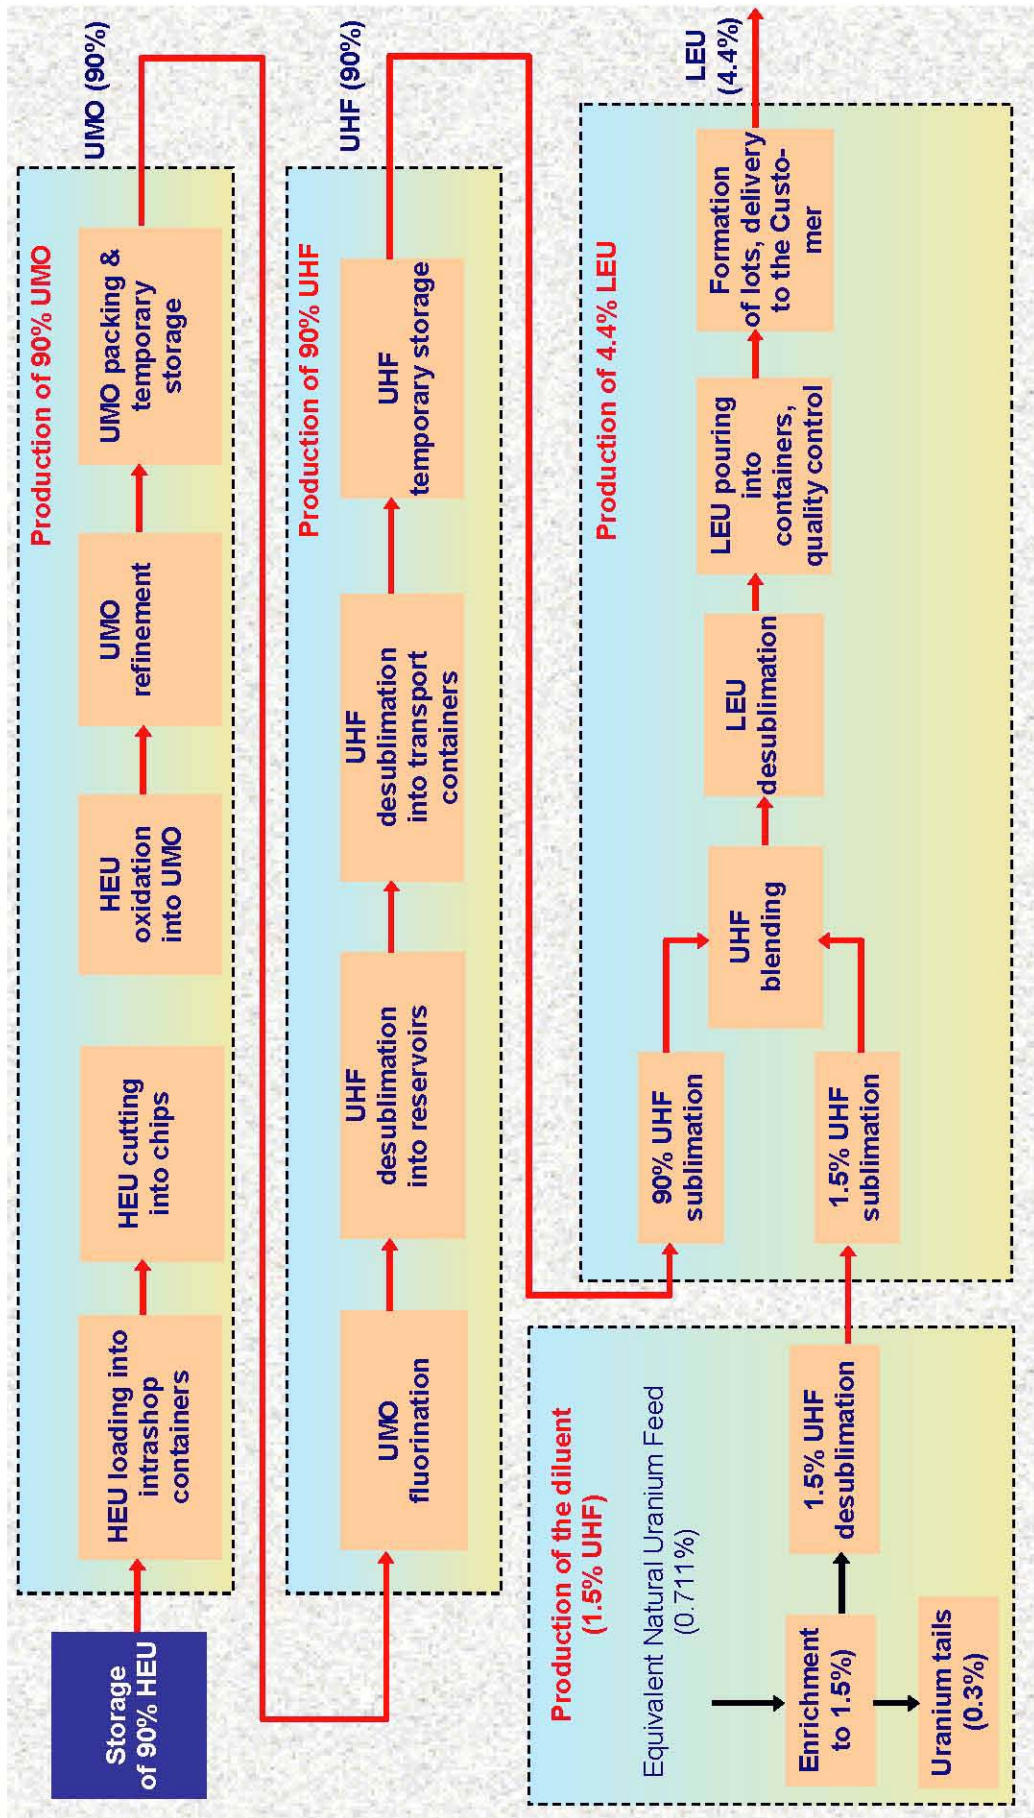 Storage
of 90% HEU
Production of 90% UMO
HEU loading into
intrashop
containers
HEU cutting
into chips
HEU
oxidation
into UMO
UMO
refinement
UMO packing &
temporary
storage
UMO (90%)
Production of 90% UHF
UMO
fluorination
UHF
desublimation
into reservoirs
UHF
desublimation
into transport
containers
UHF
temporary storage
UHF (90%)
Production of the diluent
(1.5% UHF)
Equivalent Natural Uranium Feed
(0.711%)
Enrichment
to 1.5%)
Uranium tails
(0.3%)
1.5% UHF
desublimation
Production of 4.4% LEU
90% UHF
sublimation
1.5% UHF
sublimation
UHF
blending
LEU
desublimation
LEU pouring
into
containers,
quality control
Formation
of lots, delivery
to the Custo-
mer
LEU
(4.4%)